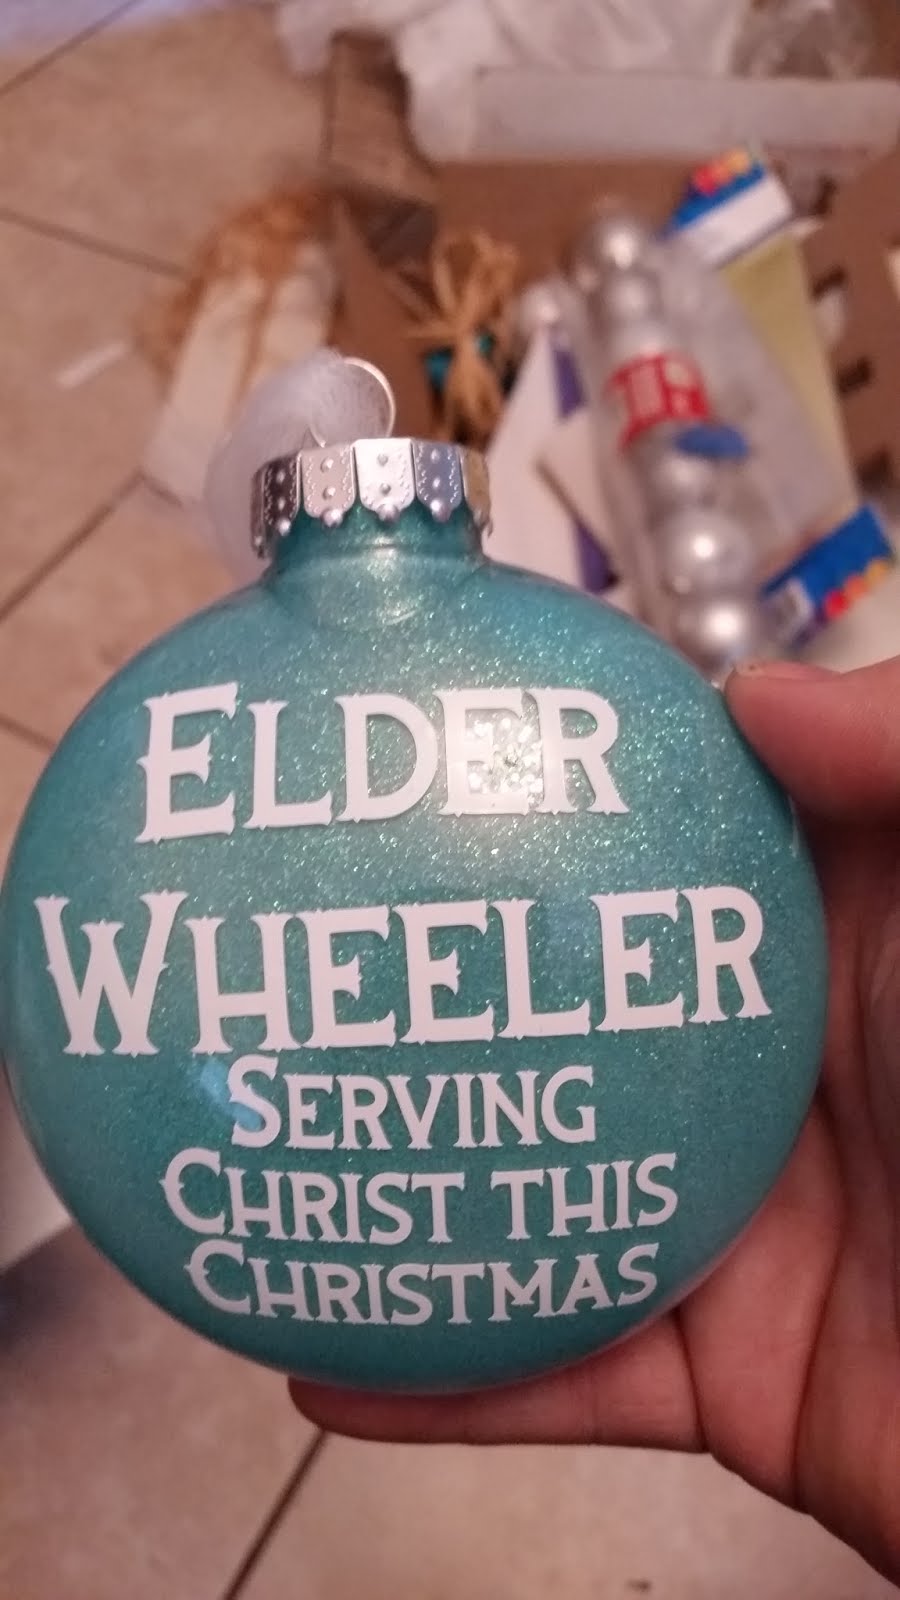 ELDER
WHEELER
SERVING
CHRIST THIS
CHRISTMAS